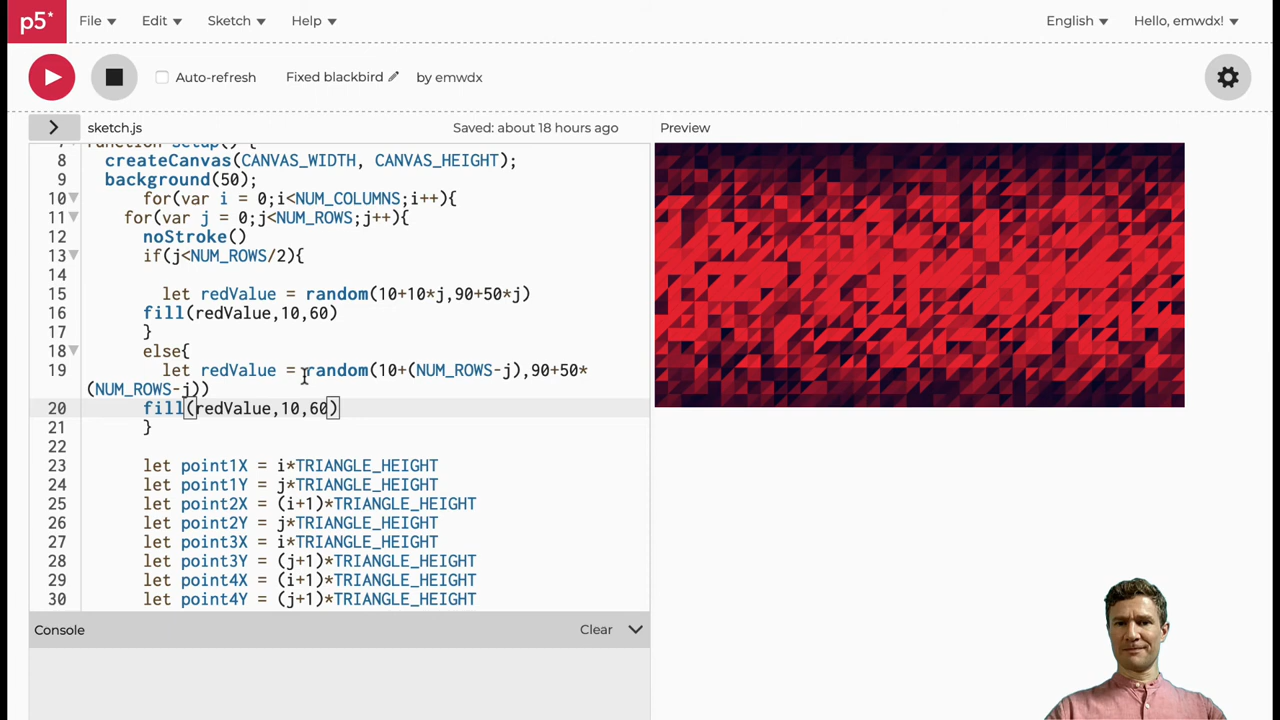 p5*
File Edit Sketch Help English Hello, emwdx!
Auto-refresh Fixed blackbird by emwdx
sketch.js Saved: about 18 hours ago Preview
8 createCanvas(CANVAS_WIDTH, CANVAS_HEIGHT);
9 background(50);
10 for(var i = 0;i<NUM_COLUMNS;i++){
11 for(var j = 0;j<NUM_ROWS;j++){
12 noStroke()
13 if(j<NUM_ROWS/2){
14
15 let redValue = random(10+10*j,90+50*j)
16 fill(redValue,10,60)
17 }
18 else{
19 let redValue = random(10+(NUM_ROWS-j),90+50*
(NUM_ROWS-j))
20 fill(redValue,10,60)
21 }
22
23 let point1X = i*TRIANGLE_HEIGHT
24 let point1Y = j*TRIANGLE_HEIGHT
25 let point2X = (i+1)*TRIANGLE_HEIGHT
26 let point2Y = j*TRIANGLE_HEIGHT
27 let point3X = i*TRIANGLE_HEIGHT
28 let point3Y = (j+1)*TRIANGLE_HEIGHT
29 let point4X = (i+1)*TRIANGLE_HEIGHT
30 let point4Y = (j+1)*TRIANGLE_HEIGHT
Console Clear